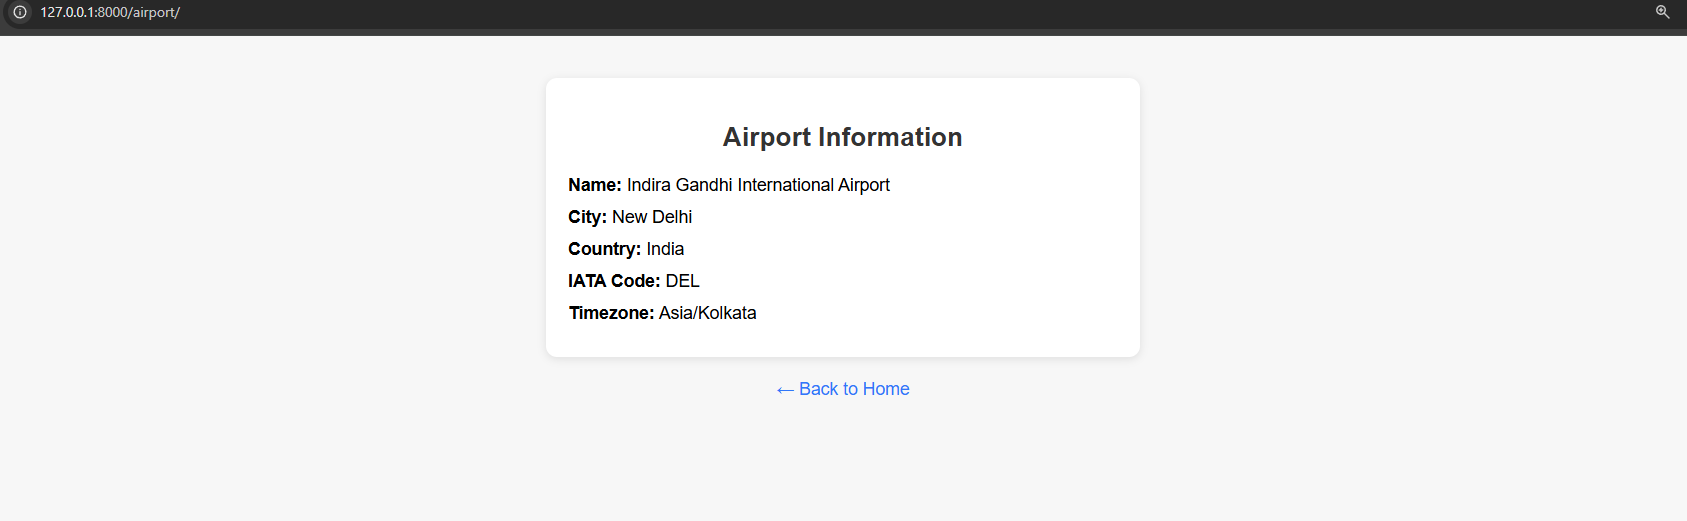 127.0.0.1:8000/airport/
Airport Information
Name: Indira Gandhi International Airport
City: New Delhi
Country: India
IATA Code: DEL
Timezone: Asia/Kolkata
← Back to Home